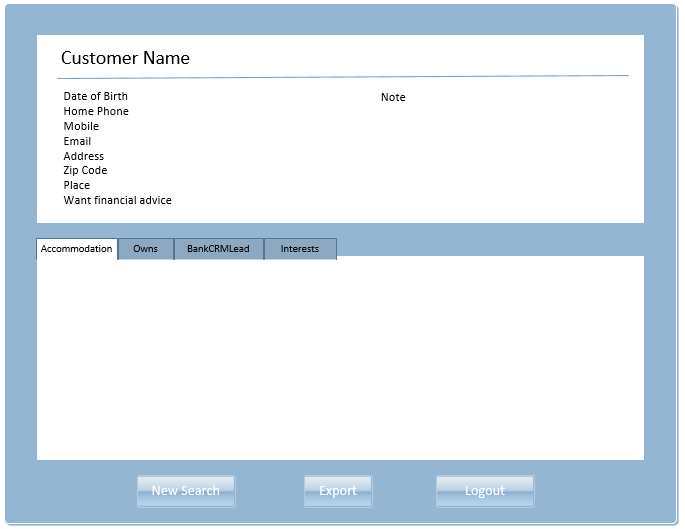 Customer Name
Date of Birth
Note
Home Phone
Mobile
Email
Address
Zip Code
Place
Want financial advice
Accommodation Owns BankCRMLead Interests
New Search Export Logout